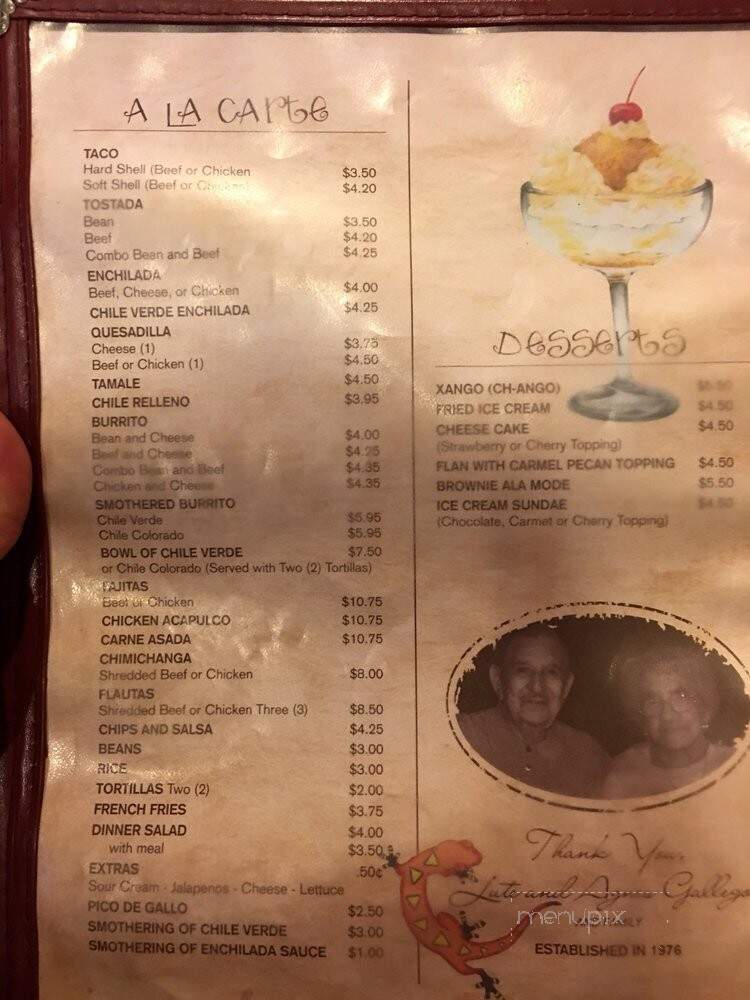 A LA CARTE
TACO
Hard Shell (Beef or Chicken $3.50
Soft Shell (Beef or Chicken) $4.20
TOSTADA
Bean $3.50
Beef $4.20
Combo Bean and Beef $4.25
ENCHILADA
Beef, Cheese, or Chicken $4.00
CHILE VERDE ENCHILADA $4.25
QUESADILLA
Cheese (1) $3.75
Beef or Chicken (1) $4.50
TAMALE $4.50
CHILE RELLENO $3.95
BURRITO
Bean and Cheese $4.00
Beef and Cheese $4.25
Combo Bean and Beef $4.35
Chicken and Cheese $4.35
SMOTHERED BURRITO
Chile Verde $5.95
Chile Colorado $5.95
BOWL OF CHILE VERDE $7.50
or Chile Colorado (Served with Two (2) Tortillas)
FAJITAS
Beef or Chicken $10.75
CHICKEN ACAPULCO $10.75
CARNE ASADA $10.75
CHIMICHANGA
Shredded Beef or Chicken $8.00
FLAUTAS
Shredded Beef or Chicken Three (3) $8.50
CHIPS AND SALSA $4.25
BEANS $3.00
RICE $3.00
TORTILLAS Two (2) $2.00
FRENCH FRIES $3.75
DINNER SALAD $4.00
with meal $3.50
EXTRAS .50¢
Sour Cream - Jalapenos - Cheese - Lettuce
PICO DE GALLO $2.50
SMOTHERING OF CHILE VERDE $3.00
SMOTHERING OF ENCHILADA SAUCE $1.00
DESSERTS
XANGO (CH-ANGO)
FRIED ICE CREAM $4.50
CHEESE CAKE $4.50
(Strawberry or Cherry Topping)
FLAN WITH CARMEL PECAN TOPPING $4.50
BROWNIE ALA MODE $5.50
ICE CREAM SUNDAE $4.50
(Chocolate, Carmel or Cherry Topping)
Thank You,
and Gallegos
menupix
ESTABLISHED IN 1976